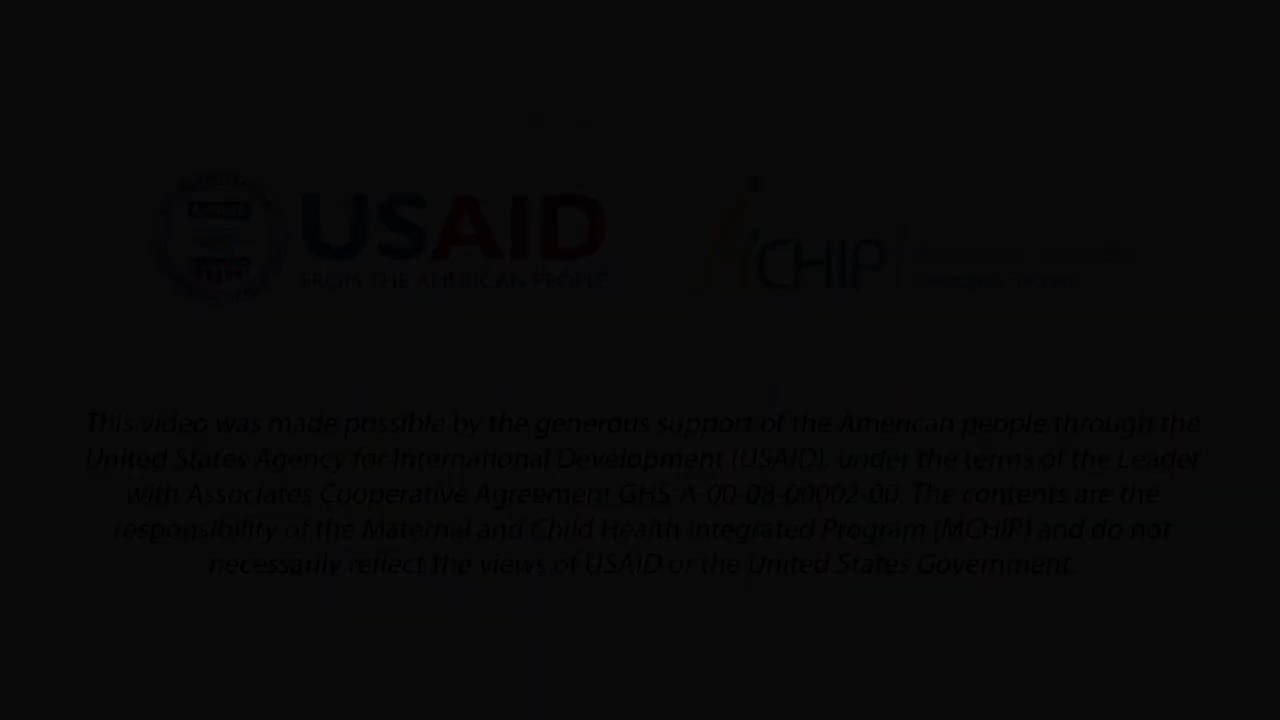 USAID
FROM THE AMERICAN PEOPLE
MCHIP
This video was made possible by the generous support of the American people through the
United States Agency for International Development (USAID), under the terms of the Leader
with Associates Cooperative Agreement GHS-A-00-08-00002-00. The contents are the
responsibility of the Maternal and Child Health Integrated Program (MCHIP) and do not
necessarily reflect the views of USAID or the United States Government.